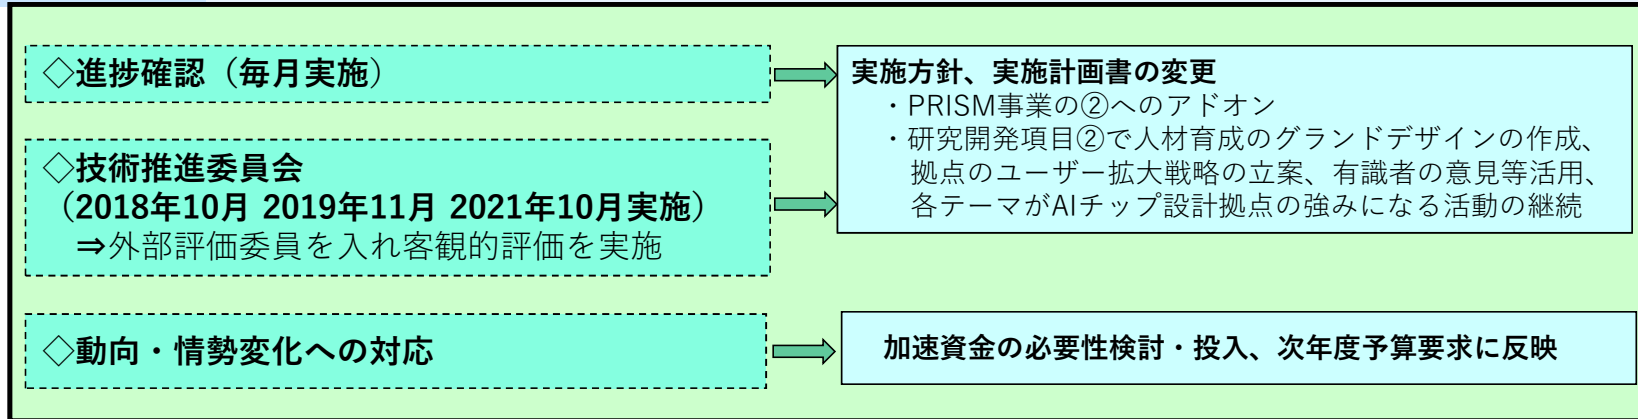 ◇進捗確認（毎月実施）
◇技術推進委員会
（2018年10月 2019年11月 2021年10月実施）
⇒外部評価委員を入れ客観的評価を実施
◇動向・情勢変化への対応
実施方針、実施計画書の変更
・PRISM事業の②へのアドオン
・研究開発項目②で人材育成のグランドデザインの作成、
拠点のユーザー拡大戦略の立案、有識者の意見等活用、
各テーマがAIチップ設計拠点の強みになる活動の継続
加速資金の必要性検討・投入、次年度予算要求に反映